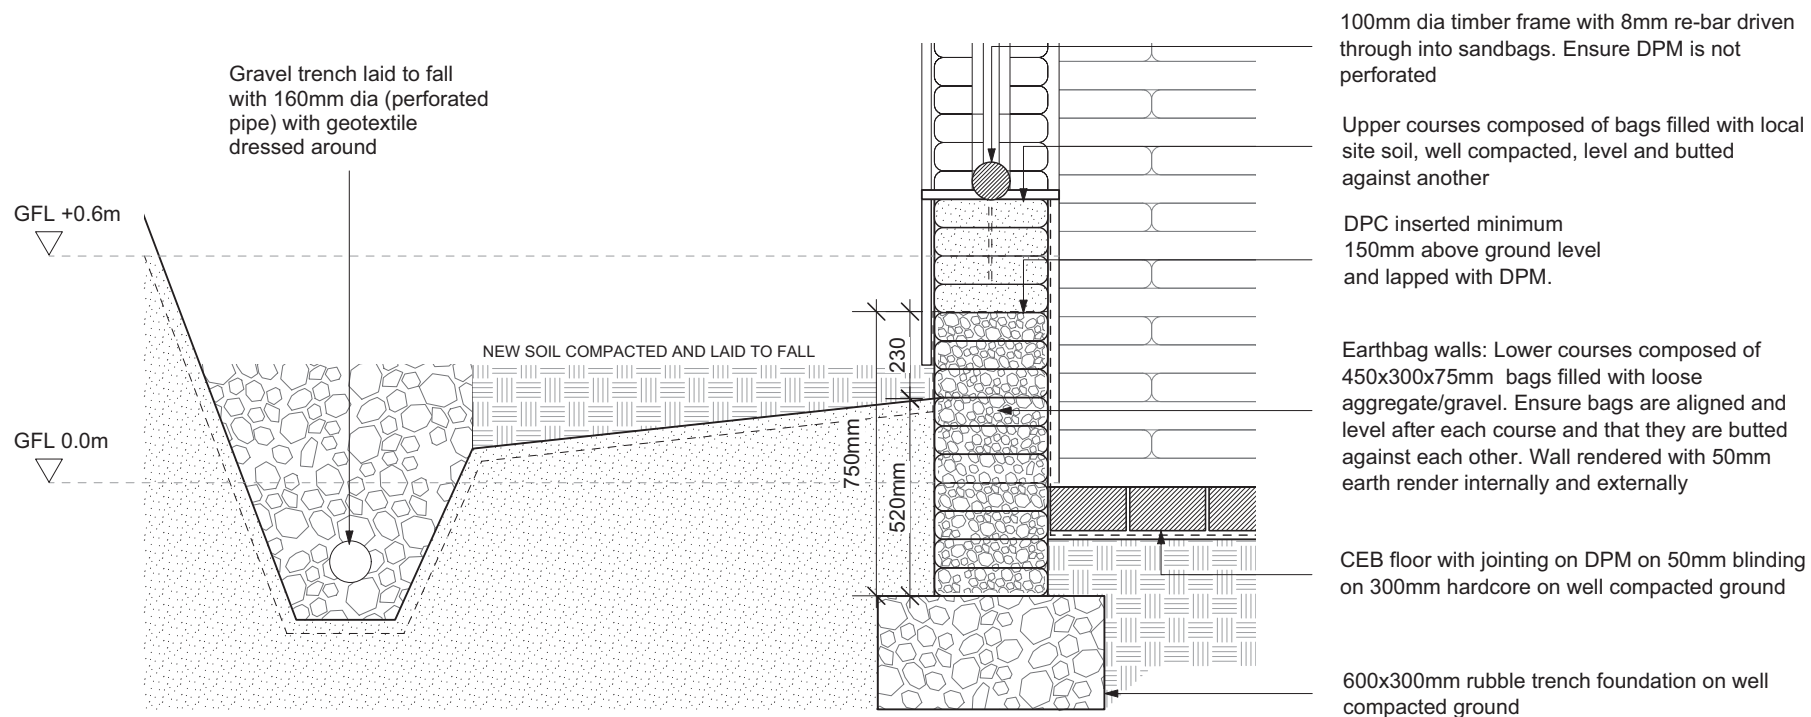 100mm dia timber frame with 8mm re-bar driven
through into sandbags. Ensure DPM is not
perforated
Gravel trench laid to fall
with 160mm dia (perforated
pipe) with geotextile
dressed around
Upper courses composed of bags filled with local
site soil, well compacted, level and butted
against another
GFL +0.6m
DPC inserted minimum
150mm above ground level
and lapped with DPM.
NEW SOIL COMPACTED AND LAID TO FALL
230
Earthbag walls: Lower courses composed of
450x300x75mm  bags filled with loose
aggregate/gravel. Ensure bags are aligned and
level after each course and that they are butted
against each other. Wall rendered with 50mm
earth render internally and externally
GFL 0.0m
750mm
520mm
CEB floor with jointing on DPM on 50mm blinding
on 300mm hardcore on well compacted ground
600x300mm rubble trench foundation on well
compacted ground